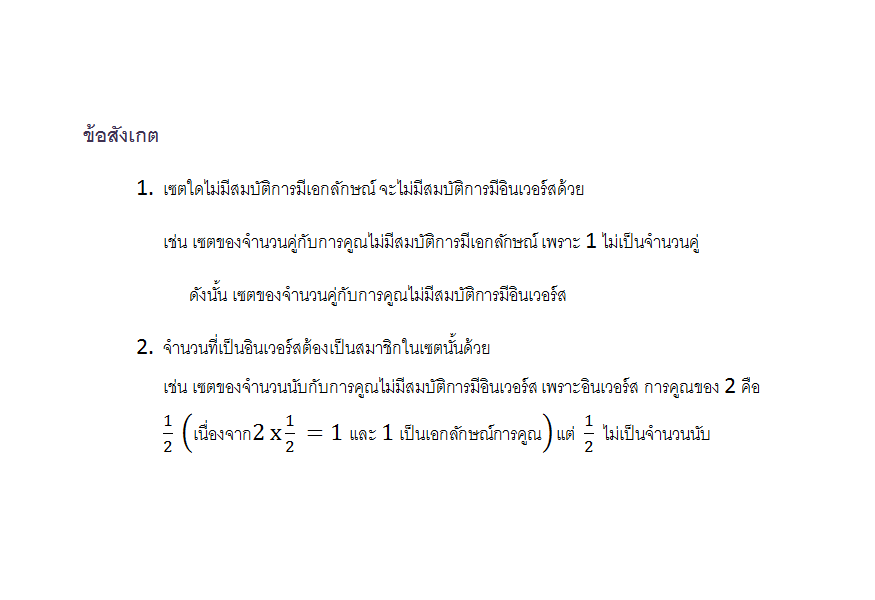 ข้อสังเกต
1. เซตใดไม่มีสมบัติการมีเอกลักษณ์ จะไม่มีสมบัติการมีอินเวอร์สด้วย
เช่น เซตของจำนวนคู่กับการคูณไม่มีสมบัติการมีเอกลักษณ์ เพราะ 1 ไม่เป็นจำนวนคู่
ดังนั้น เซตของจำนวนคู่กับการคูณไม่มีสมบัติการมีอินเวอร์ส
2. จำนวนที่เป็นอินเวอร์สต้องเป็นสมาชิกในเซตนั้นด้วย
เช่น เซตของจำนวนนับกับการคูณไม่มีสมบัติการมีอินเวอร์ส เพราะอินเวอร์ส การคูณของ 2 คือ
1/2 (เนื่องจาก2 x 1/2 = 1 และ 1 เป็นเอกลักษณ์การคูณ) แต่ 1/2 ไม่เป็นจำนวนนับ